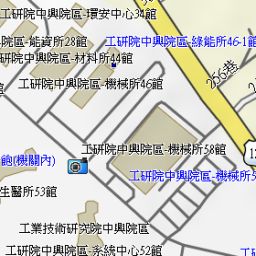 工研院中興院區-環安中心34館
院區-能資所28館
工研院中興院區-綠能所46-1館
工研院中興院區-材料所44館
256巷
工研院中興院區-機械所46館
工研院中興院區-機械所58館
(機關內)
工研院中興院區-機械所5
生醫所53館
工業技術研究院中興院區
工研院中興院區-系統中心52館